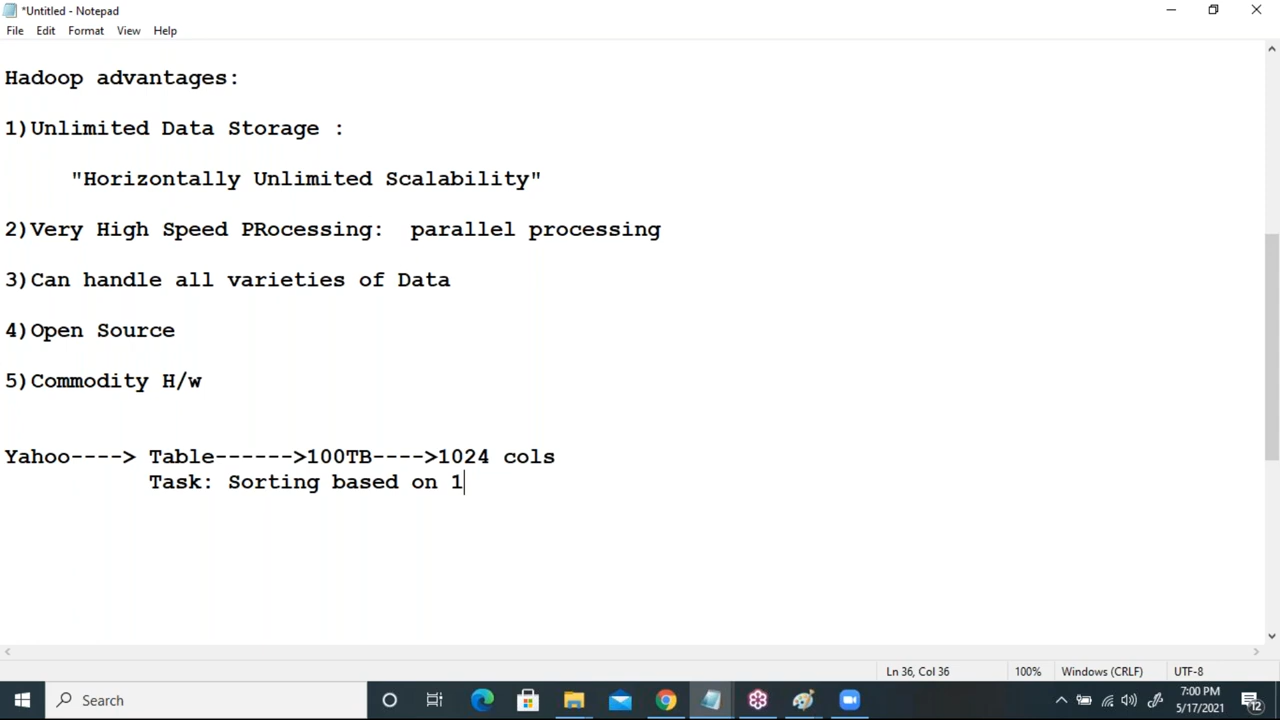 *Untitled - Notepad
File Edit Format View Help
Hadoop advantages:
1)Unlimited Data Storage :
"Horizontally Unlimited Scalability"
2)Very High Speed PRocessing: parallel processing
3)Can handle all varieties of Data
4)Open Source
5)Commodity H/w
Yahoo----> Table------>100TB---->1024 cols
Task: Sorting based on 1
Ln 36, Col 36 100% Windows (CRLF) UTF-8
Search
7:00 PM
5/17/2021
12